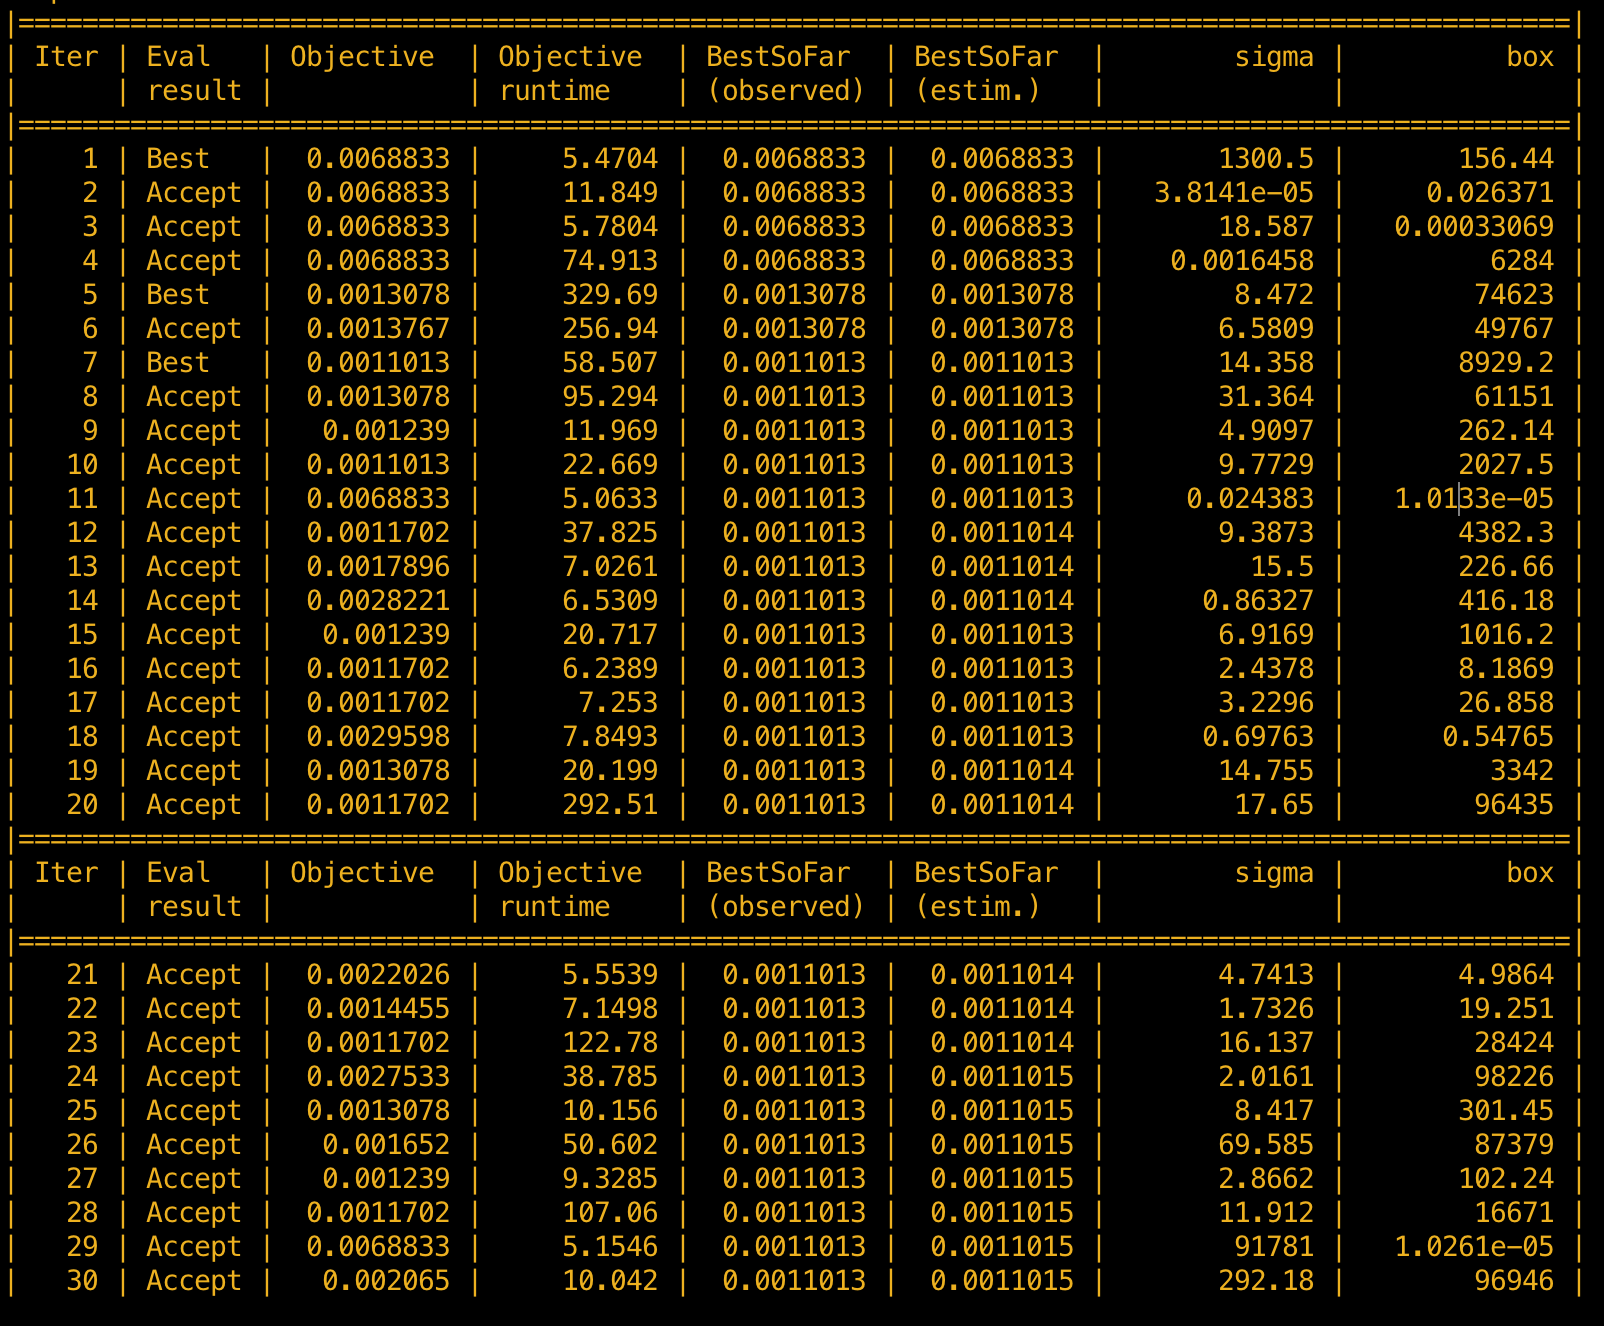 |=================================================================================================|
| Iter | Eval   | Objective  | Objective  | BestSoFar  | BestSoFar  |        sigma |          box |
|      | result |            | runtime    | (observed) | (estim.)   |              |              |
|=================================================================================================|
|    1 | Best   |  0.0068833 |     5.4704 |  0.0068833 |  0.0068833 |       1300.5 |       156.44 |
|    2 | Accept |  0.0068833 |     11.849 |  0.0068833 |  0.0068833 |   3.8141e-05 |     0.026371 |
|    3 | Accept |  0.0068833 |     5.7804 |  0.0068833 |  0.0068833 |       18.587 |   0.00033069 |
|    4 | Accept |  0.0068833 |     74.913 |  0.0068833 |  0.0068833 |    0.0016458 |         6284 |
|    5 | Best   |  0.0013078 |     329.69 |  0.0013078 |  0.0013078 |        8.472 |        74623 |
|    6 | Accept |  0.0013767 |     256.94 |  0.0013078 |  0.0013078 |       6.5809 |        49767 |
|    7 | Best   |  0.0011013 |     58.507 |  0.0011013 |  0.0011013 |       14.358 |       8929.2 |
|    8 | Accept |  0.0013078 |     95.294 |  0.0011013 |  0.0011013 |       31.364 |        61151 |
|    9 | Accept |   0.001239 |     11.969 |  0.0011013 |  0.0011013 |       4.9097 |       262.14 |
|   10 | Accept |  0.0011013 |     22.669 |  0.0011013 |  0.0011013 |       9.7729 |       2027.5 |
|   11 | Accept |  0.0068833 |     5.0633 |  0.0011013 |  0.0011013 |     0.024383 |   1.0133e-05 |
|   12 | Accept |  0.0011702 |     37.825 |  0.0011013 |  0.0011014 |       9.3873 |       4382.3 |
|   13 | Accept |  0.0017896 |     7.0261 |  0.0011013 |  0.0011014 |         15.5 |       226.66 |
|   14 | Accept |  0.0028221 |     6.5309 |  0.0011013 |  0.0011014 |      0.86327 |       416.18 |
|   15 | Accept |   0.001239 |     20.717 |  0.0011013 |  0.0011013 |       6.9169 |       1016.2 |
|   16 | Accept |  0.0011702 |     6.2389 |  0.0011013 |  0.0011013 |       2.4378 |       8.1869 |
|   17 | Accept |  0.0011702 |      7.253 |  0.0011013 |  0.0011013 |       3.2296 |       26.858 |
|   18 | Accept |  0.0029598 |     7.8493 |  0.0011013 |  0.0011013 |      0.69763 |      0.54765 |
|   19 | Accept |  0.0013078 |     20.199 |  0.0011013 |  0.0011014 |       14.755 |         3342 |
|   20 | Accept |  0.0011702 |     292.51 |  0.0011013 |  0.0011014 |        17.65 |        96435 |
|=================================================================================================|
| Iter | Eval   | Objective  | Objective  | BestSoFar  | BestSoFar  |        sigma |          box |
|      | result |            | runtime    | (observed) | (estim.)   |              |              |
|=================================================================================================|
|   21 | Accept |  0.0022026 |     5.5539 |  0.0011013 |  0.0011014 |       4.7413 |       4.9864 |
|   22 | Accept |  0.0014455 |     7.1498 |  0.0011013 |  0.0011014 |       1.7326 |       19.251 |
|   23 | Accept |  0.0011702 |     122.78 |  0.0011013 |  0.0011014 |       16.137 |        28424 |
|   24 | Accept |  0.0027533 |     38.785 |  0.0011013 |  0.0011015 |       2.0161 |        98226 |
|   25 | Accept |  0.0013078 |     10.156 |  0.0011013 |  0.0011015 |        8.417 |       301.45 |
|   26 | Accept |   0.001652 |     50.602 |  0.0011013 |  0.0011015 |       69.585 |        87379 |
|   27 | Accept |   0.001239 |     9.3285 |  0.0011013 |  0.0011015 |       2.8662 |       102.24 |
|   28 | Accept |  0.0011702 |     107.06 |  0.0011013 |  0.0011015 |       11.912 |        16671 |
|   29 | Accept |  0.0068833 |     5.1546 |  0.0011013 |  0.0011015 |        91781 |   1.0261e-05 |
|   30 | Accept |   0.002065 |     10.042 |  0.0011013 |  0.0011015 |       292.18 |        96946 |